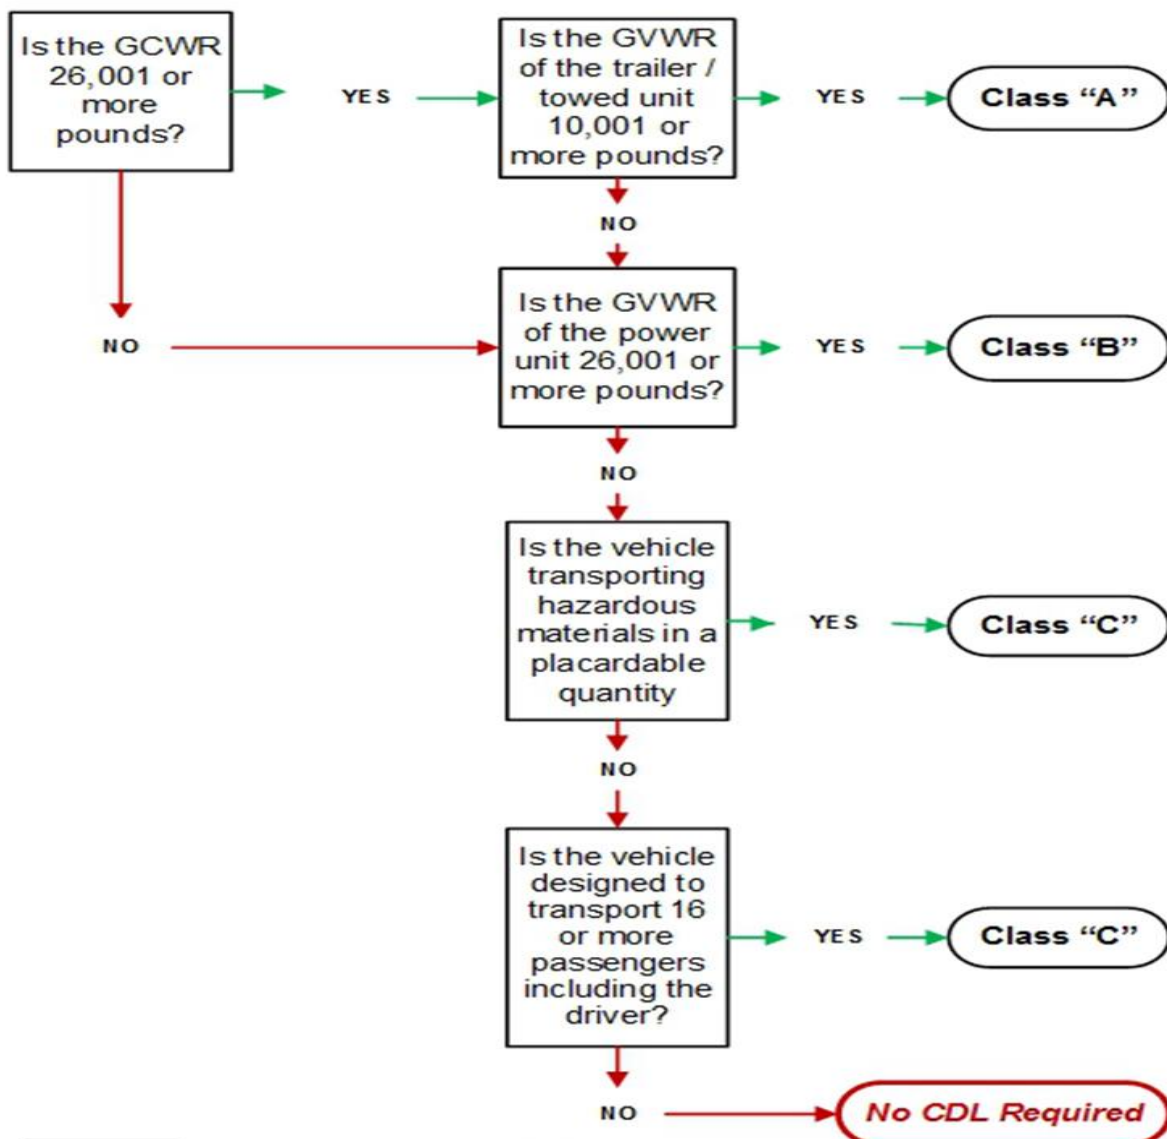 Is the GCWR
26,001 or
more
pounds?
YES
Is the GVWR
of the trailer /
towed unit
10,001 or
more pounds?
YES
Class “A”
NO
NO
Is the GVWR
of the power
unit 26,001 or
more pounds?
YES
Class “B”
NO
Is the vehicle
transporting
hazardous
materials in a
placardable
quantity
YES
Class “C”
NO
Is the vehicle
designed to
transport 16
or more
passengers
including the
driver?
YES
Class “C”
NO
No CDL Required